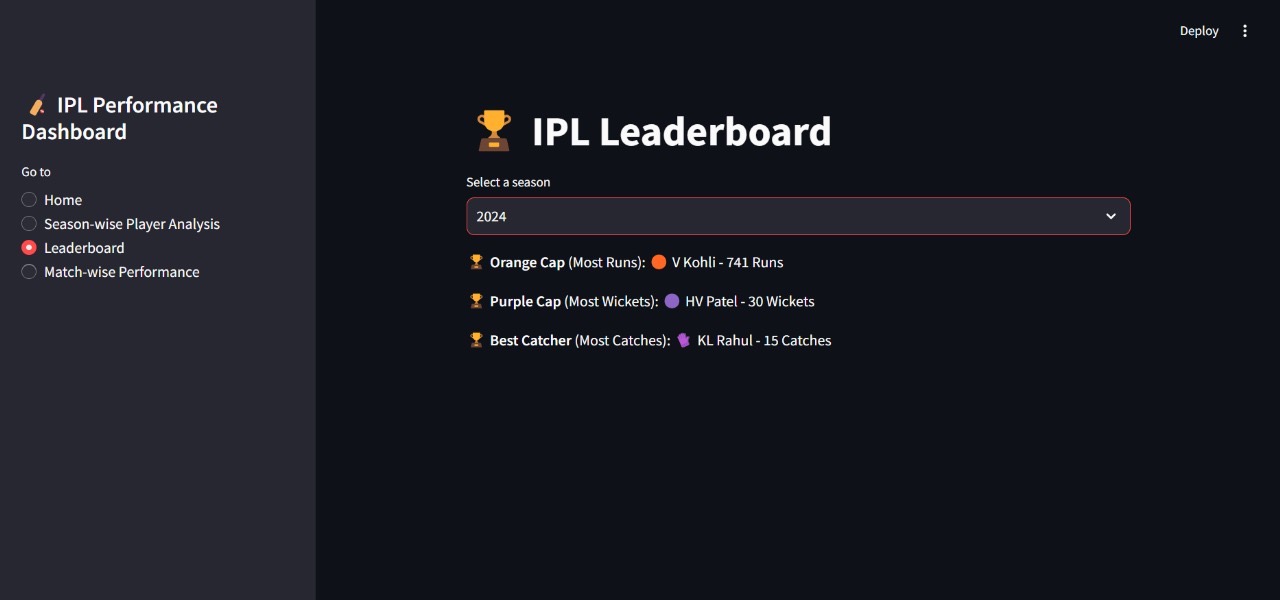 Deploy
IPL Performance
Dashboard
Go to
Home
Season-wise Player Analysis
Leaderboard
Match-wise Performance
IPL Leaderboard
Select a season
2024
Orange Cap (Most Runs): V Kohli - 741 Runs
Purple Cap (Most Wickets): HV Patel - 30 Wickets
Best Catcher (Most Catches): KL Rahul - 15 Catches